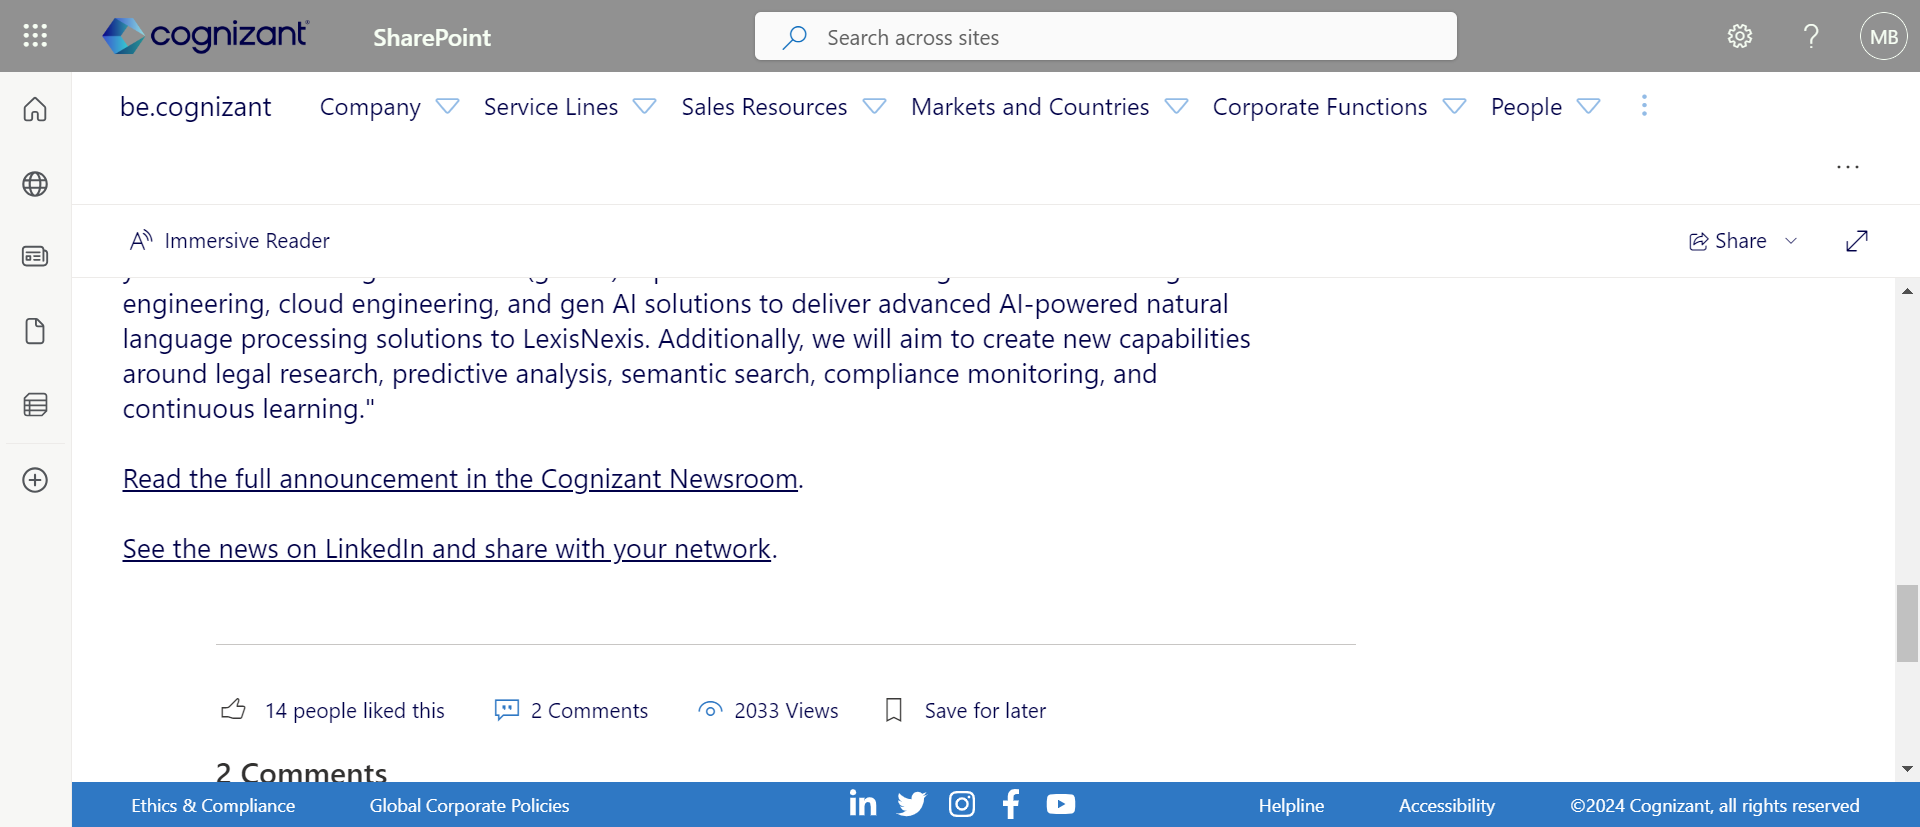 cognizant
SharePoint
Search across sites
MB
be.cognizant
Company
Service Lines
Sales Resources
Markets and Countries
Corporate Functions
People
Immersive Reader
Share
engineering, cloud engineering, and gen AI solutions to deliver advanced AI-powered natural
language processing solutions to LexisNexis. Additionally, we will aim to create new capabilities
around legal research, predictive analysis, semantic search, compliance monitoring, and
continuous learning."
Read the full announcement in the Cognizant Newsroom.
See the news on LinkedIn and share with your network.
14 people liked this
2 Comments
2033 Views
Save for later
2 Comments
Ethics & Compliance
Global Corporate Policies
Helpline
Accessibility
©2024 Cognizant, all rights reserved